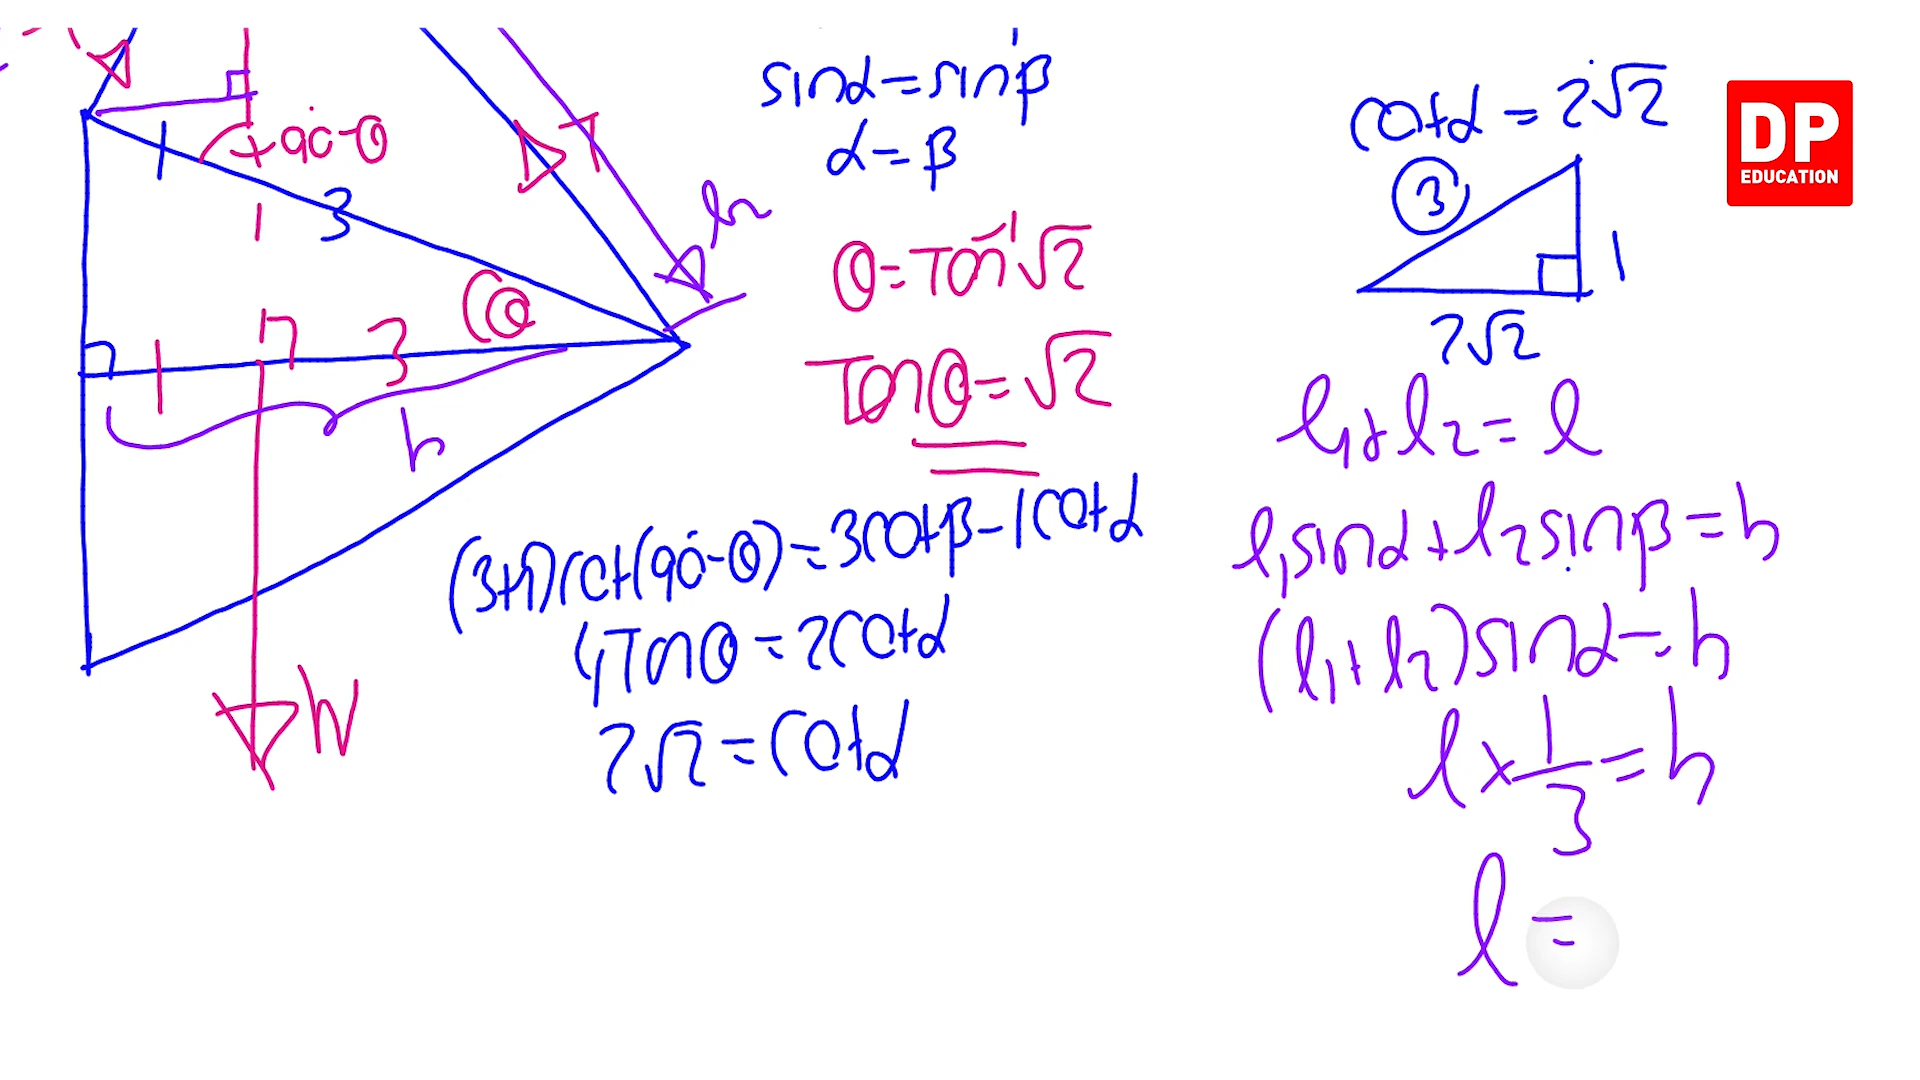 90°-θ
1
3
1
θ
1
3
h
W
l₂
T
sinα = sinβ
α = β
θ = Tan⁻¹√2
Tanθ = √2
(3+1)cot(90°-θ) = 3cotβ - 1cotα
4Tanθ = 2cotα
2√2 = cotα
cotα = 2√2
3
1
2√2
l₁ + l₂ = l
l₁sinα + l₂sinβ = h
(l₁ + l₂)sinα = h
l × 1/3 = h
l =
DP
EDUCATION